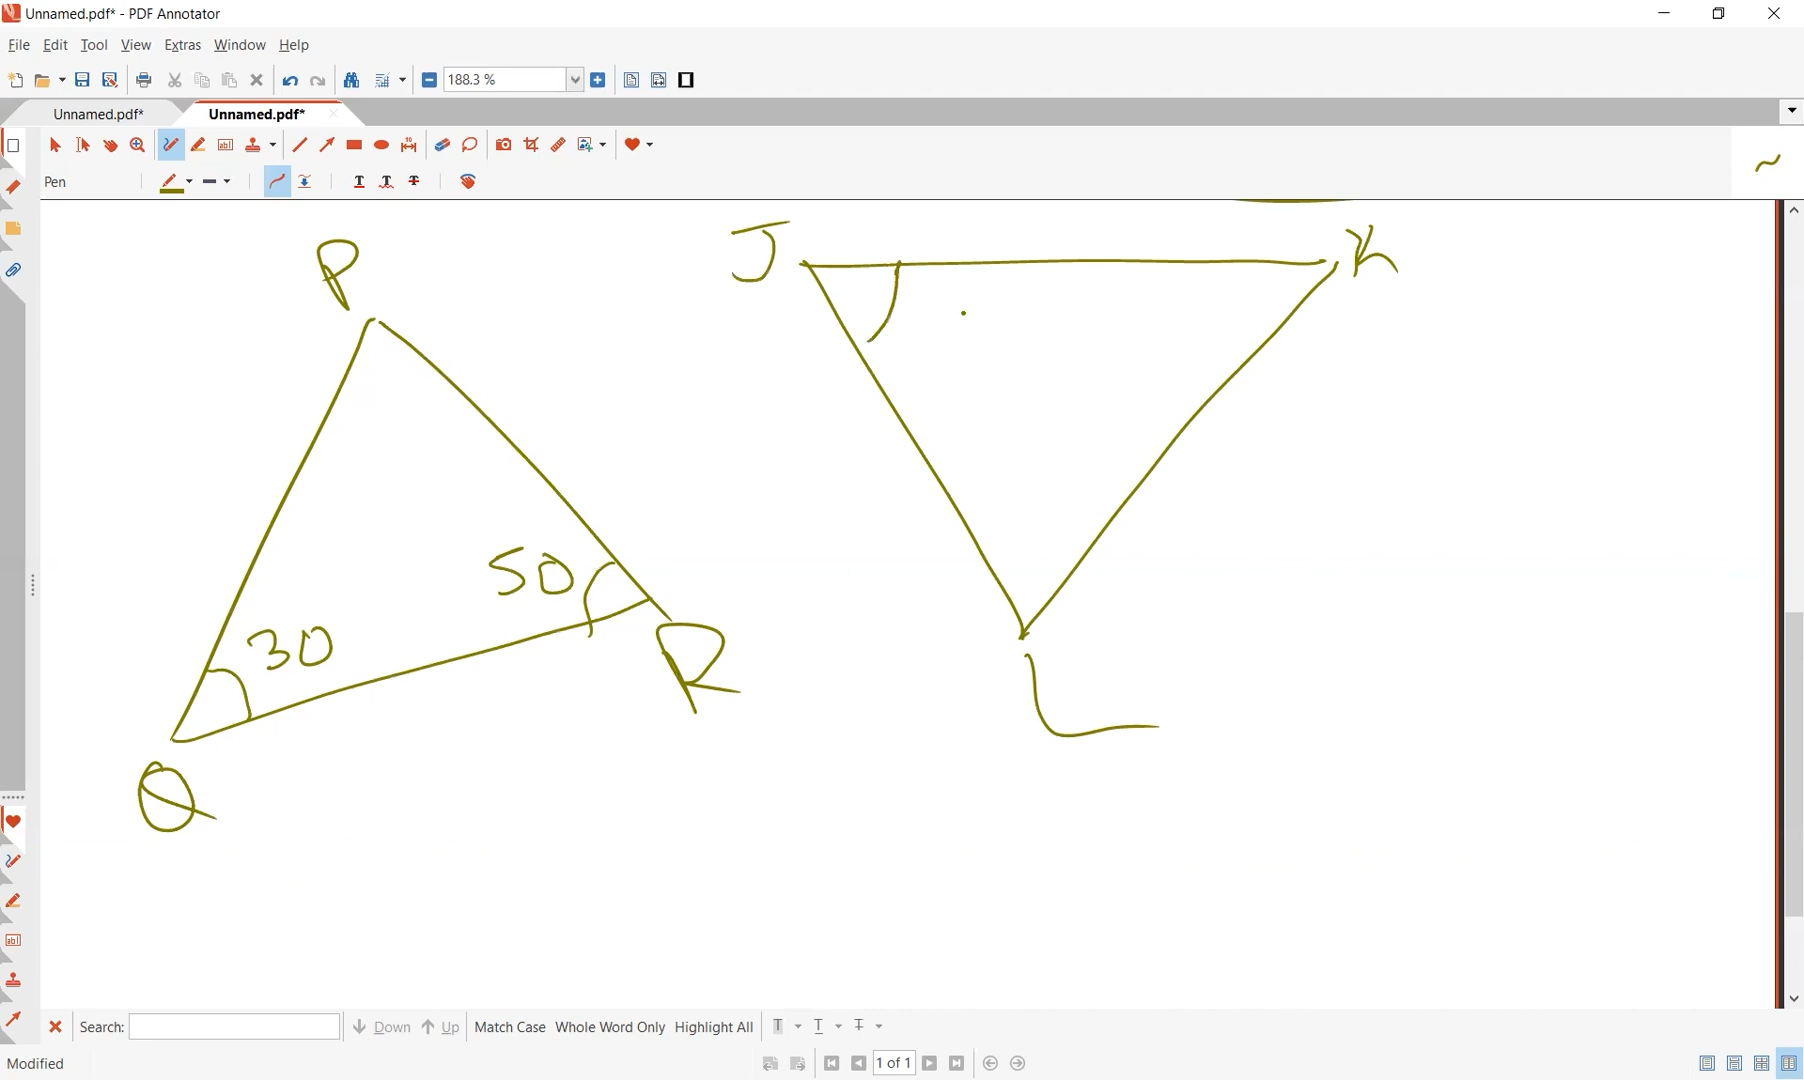 Unnamed.pdf* - PDF Annotator
File Edit Tool View Extras Window Help
188.3 %
Unnamed.pdf* Unnamed.pdf*
Pen
P
J
K
50
30
R
L
Q
Search: Down Up Match Case Whole Word Only Highlight All
Modified 1 of 1